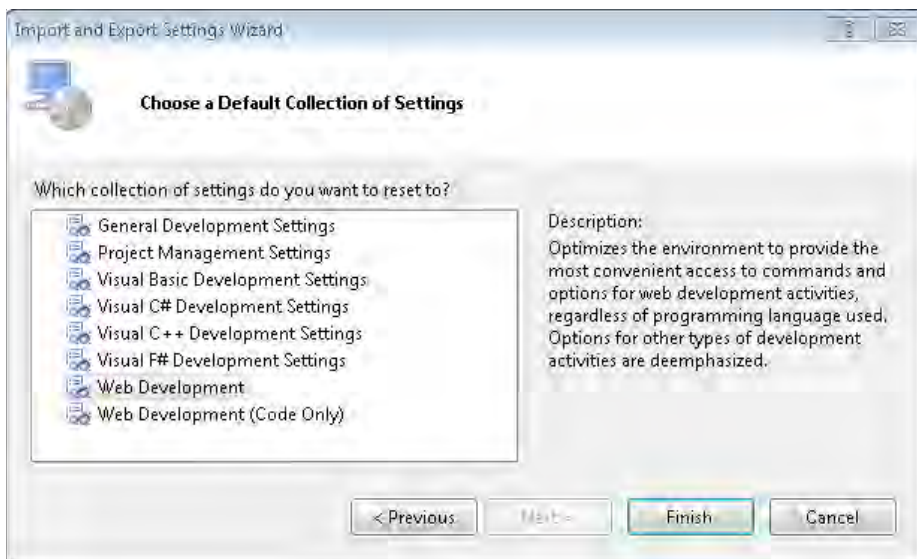 Import and Export Settings Wizard
Choose a Default Collection of Settings
Which collection of settings do you want to reset to?
General Development Settings
Project Management Settings
Visual Basic Development Settings
Visual C# Development Settings
Visual C++ Development Settings
Visual F# Development Settings
Web Development
Web Development (Code Only)
Description:
Optimizes the environment to provide the
most convenient access to commands and
options for web development activities,
regardless of programming language used.
Options for other types of development
activities are deemphasized.
< Previous
Next >
Finish
Cancel